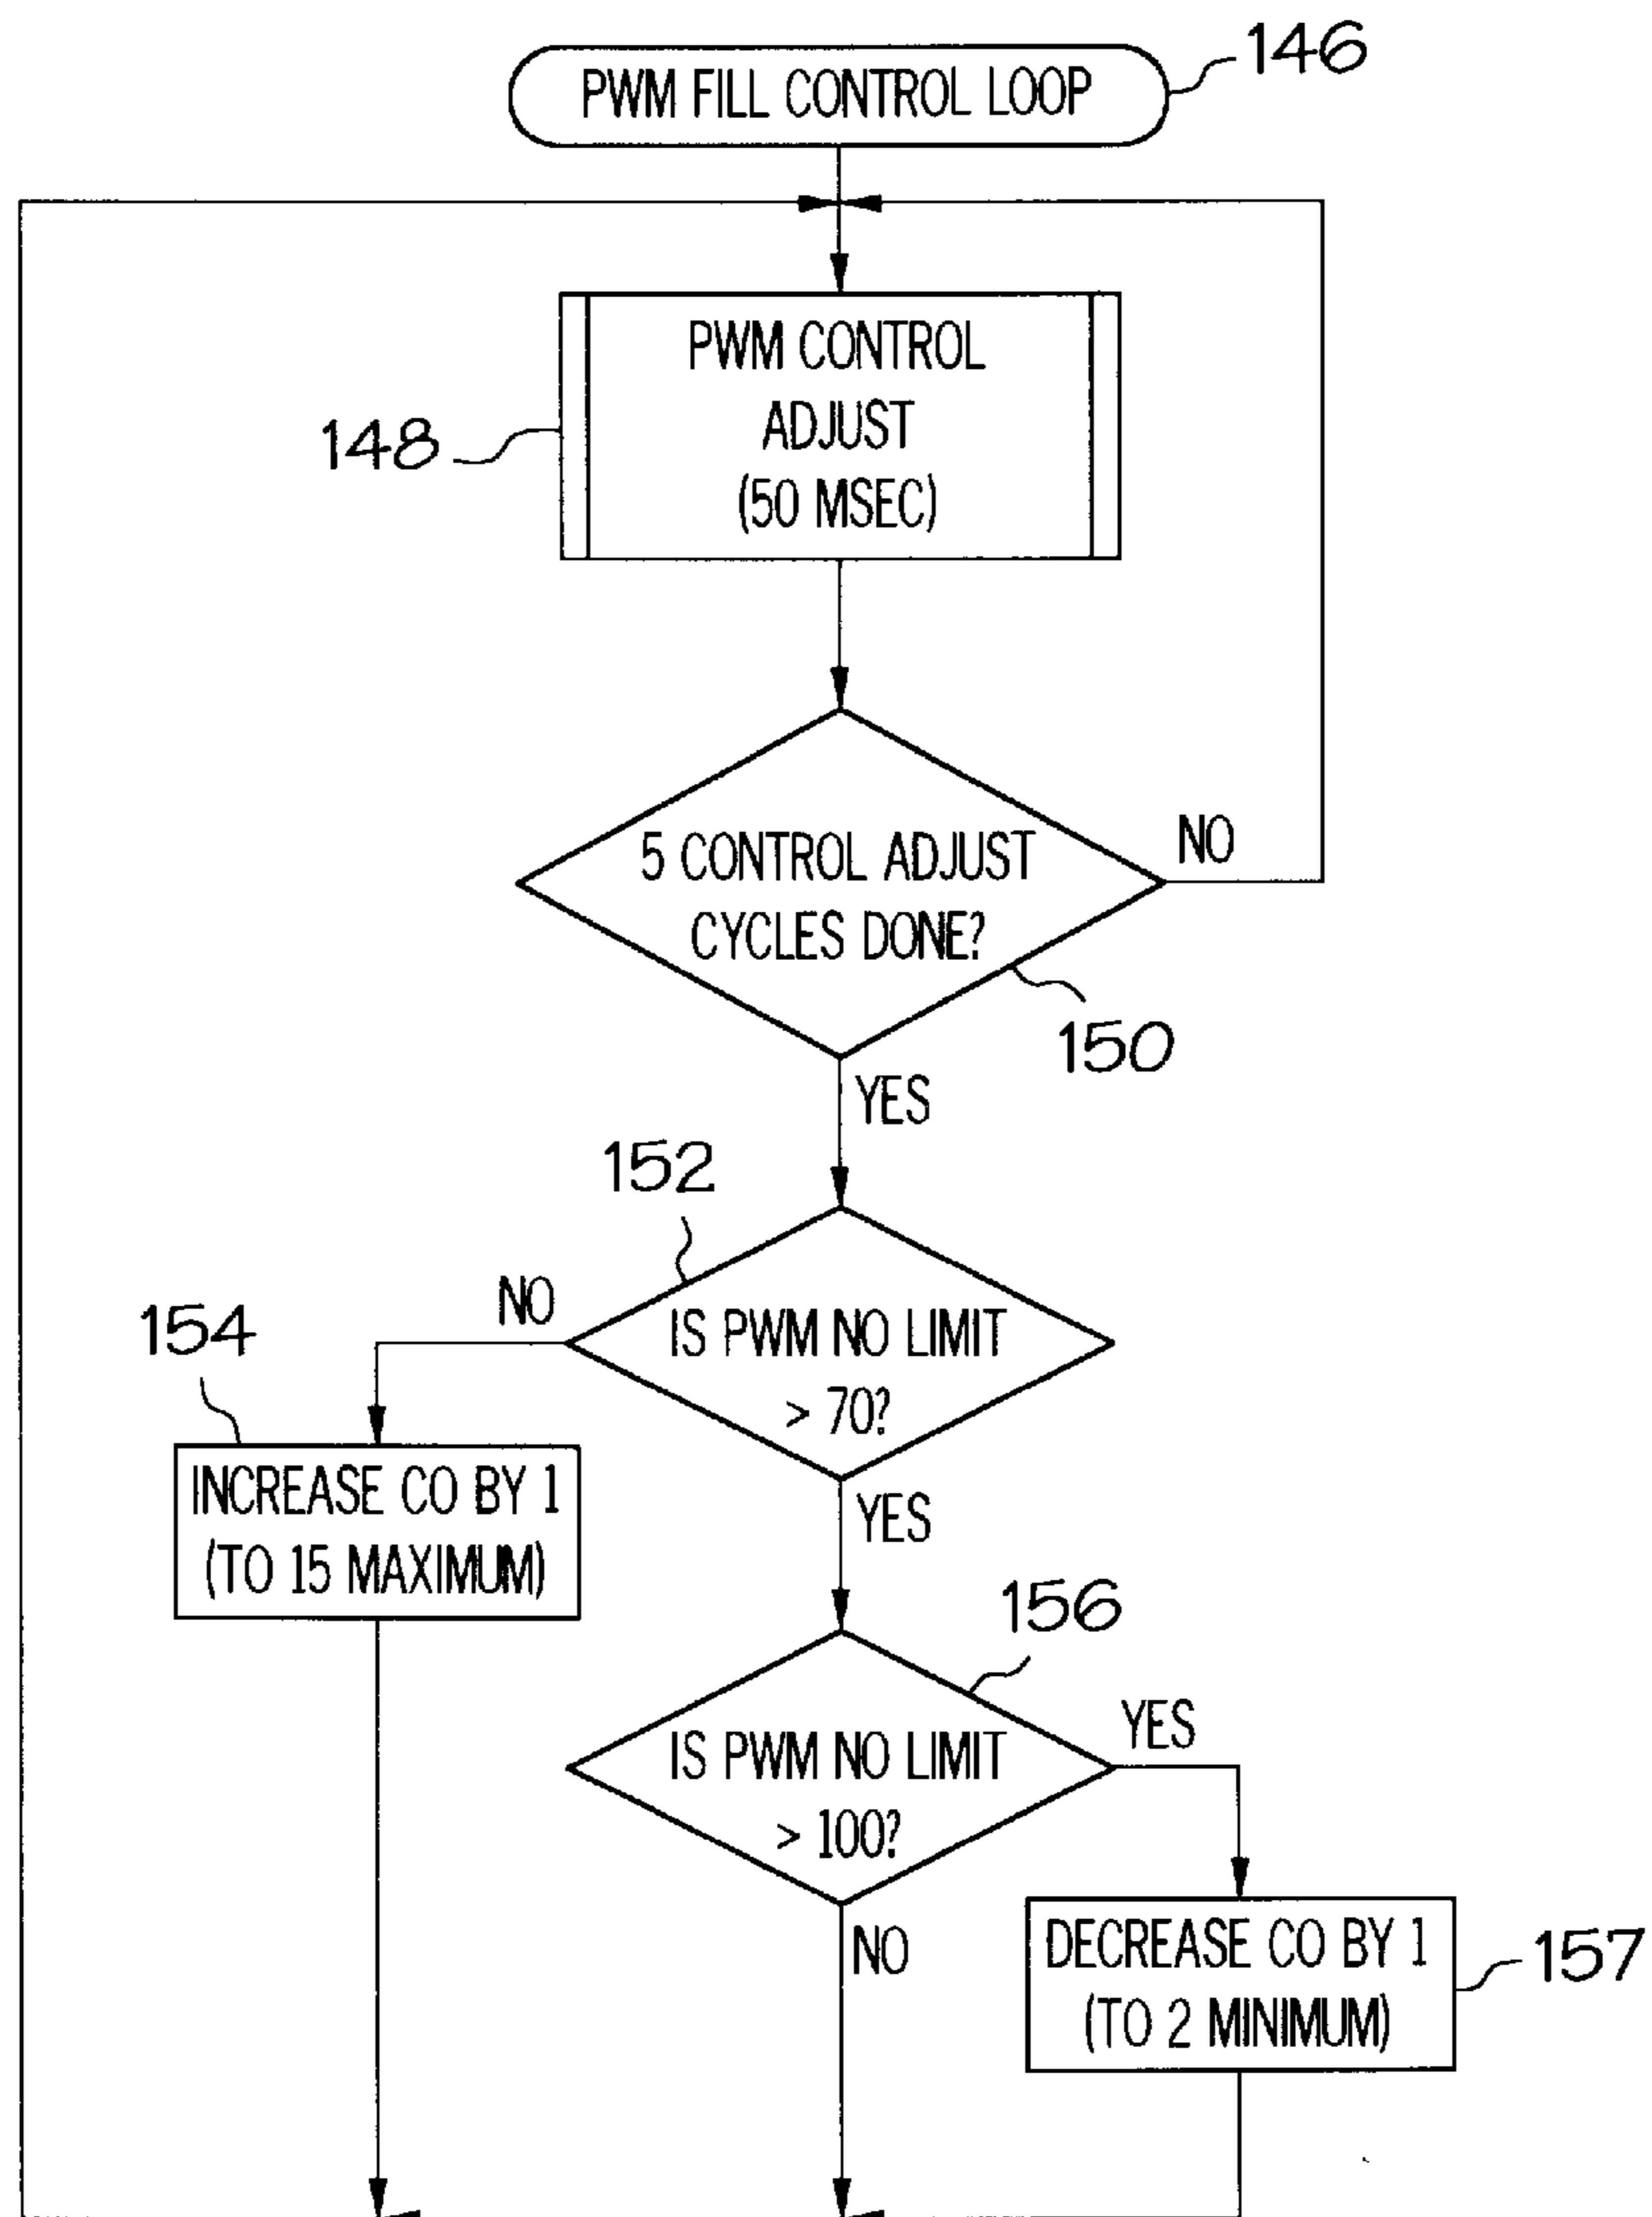 PWM FILL CONTROL LOOP
146
PWM CONTROL
ADJUST
(50 MSEC)
148
5 CONTROL ADJUST
CYCLES DONE?
NO
150
YES
152
IS PWM NO LIMIT
> 70?
NO
154
INCREASE CO BY 1
(TO 15 MAXIMUM)
YES
156
IS PWM NO LIMIT
> 100?
YES
NO
DECREASE CO BY 1
(TO 2 MINIMUM)
157